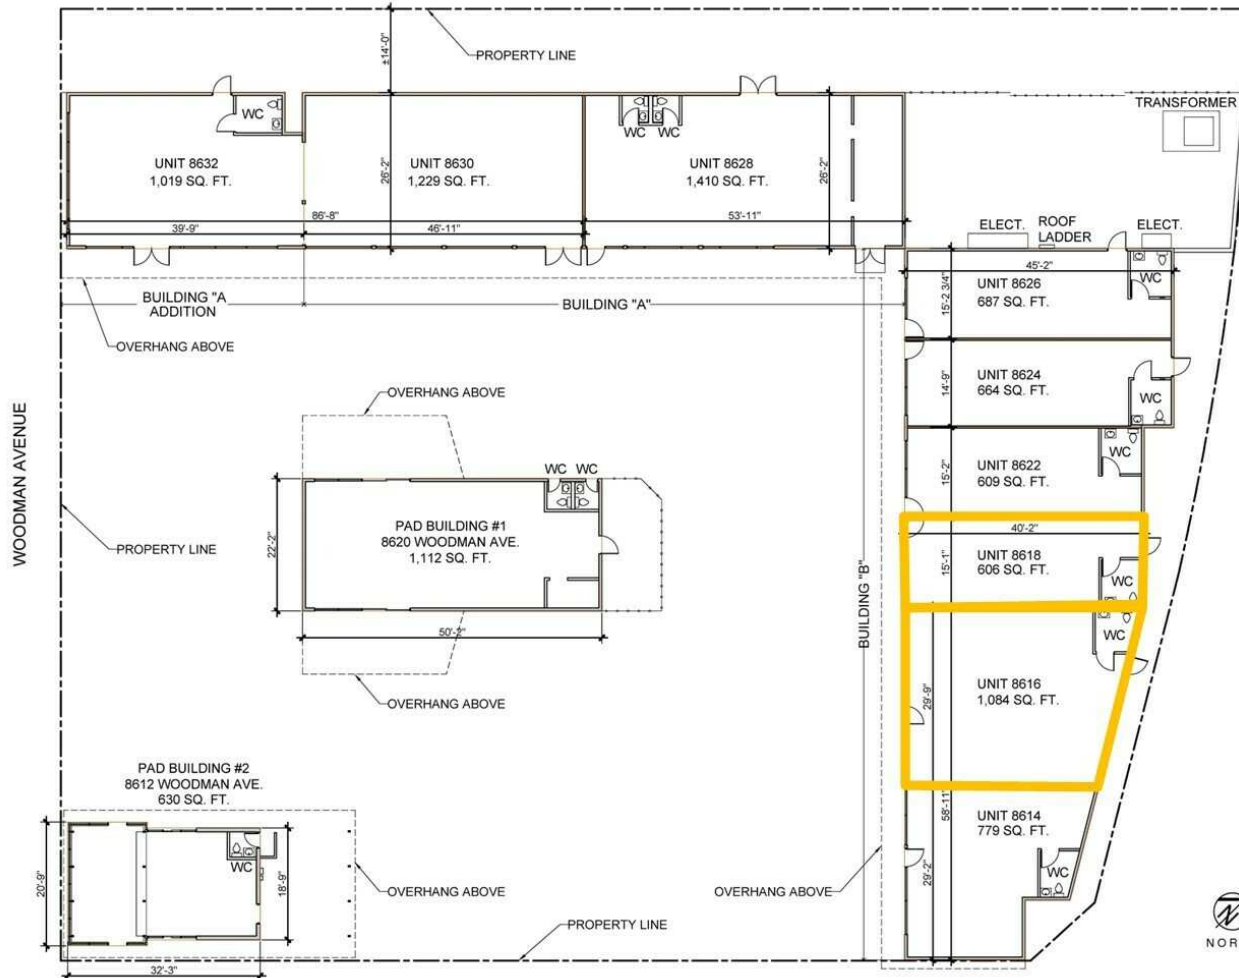 PROPERTY LINE
±14'-0"
TRANSFORMER
WC
WC WC
UNIT 8632
1,019 SQ. FT.
UNIT 8630
1,229 SQ. FT.
26'-2"
UNIT 8628
1,410 SQ. FT.
26'-2"
86'-8"
39'-9"
46'-11"
53'-11"
ELECT.
ROOF
LADDER
ELECT.
45'-2"
WC
UNIT 8626
687 SQ. FT.
15'-2 3/4"
BUILDING "A
ADDITION
BUILDING "A"
OVERHANG ABOVE
UNIT 8624
664 SQ. FT.
14'-9"
WC
OVERHANG ABOVE
WOODMAN AVENUE
PROPERTY LINE
WC WC
PAD BUILDING #1
8620 WOODMAN AVE.
1,112 SQ. FT.
22'-2"
50'-2"
OVERHANG ABOVE
WC
UNIT 8622
609 SQ. FT.
15'-2"
40'-2"
UNIT 8618
606 SQ. FT.
15'-1"
WC
BUILDING "B"
WC
UNIT 8616
1,084 SQ. FT.
29'-9"
58'-11"
UNIT 8614
779 SQ. FT.
29'-2"
WC
PAD BUILDING #2
8612 WOODMAN AVE.
630 SQ. FT.
20'-9"
WC
18'-9"
32'-3"
OVERHANG ABOVE
OVERHANG ABOVE
PROPERTY LINE
NOR